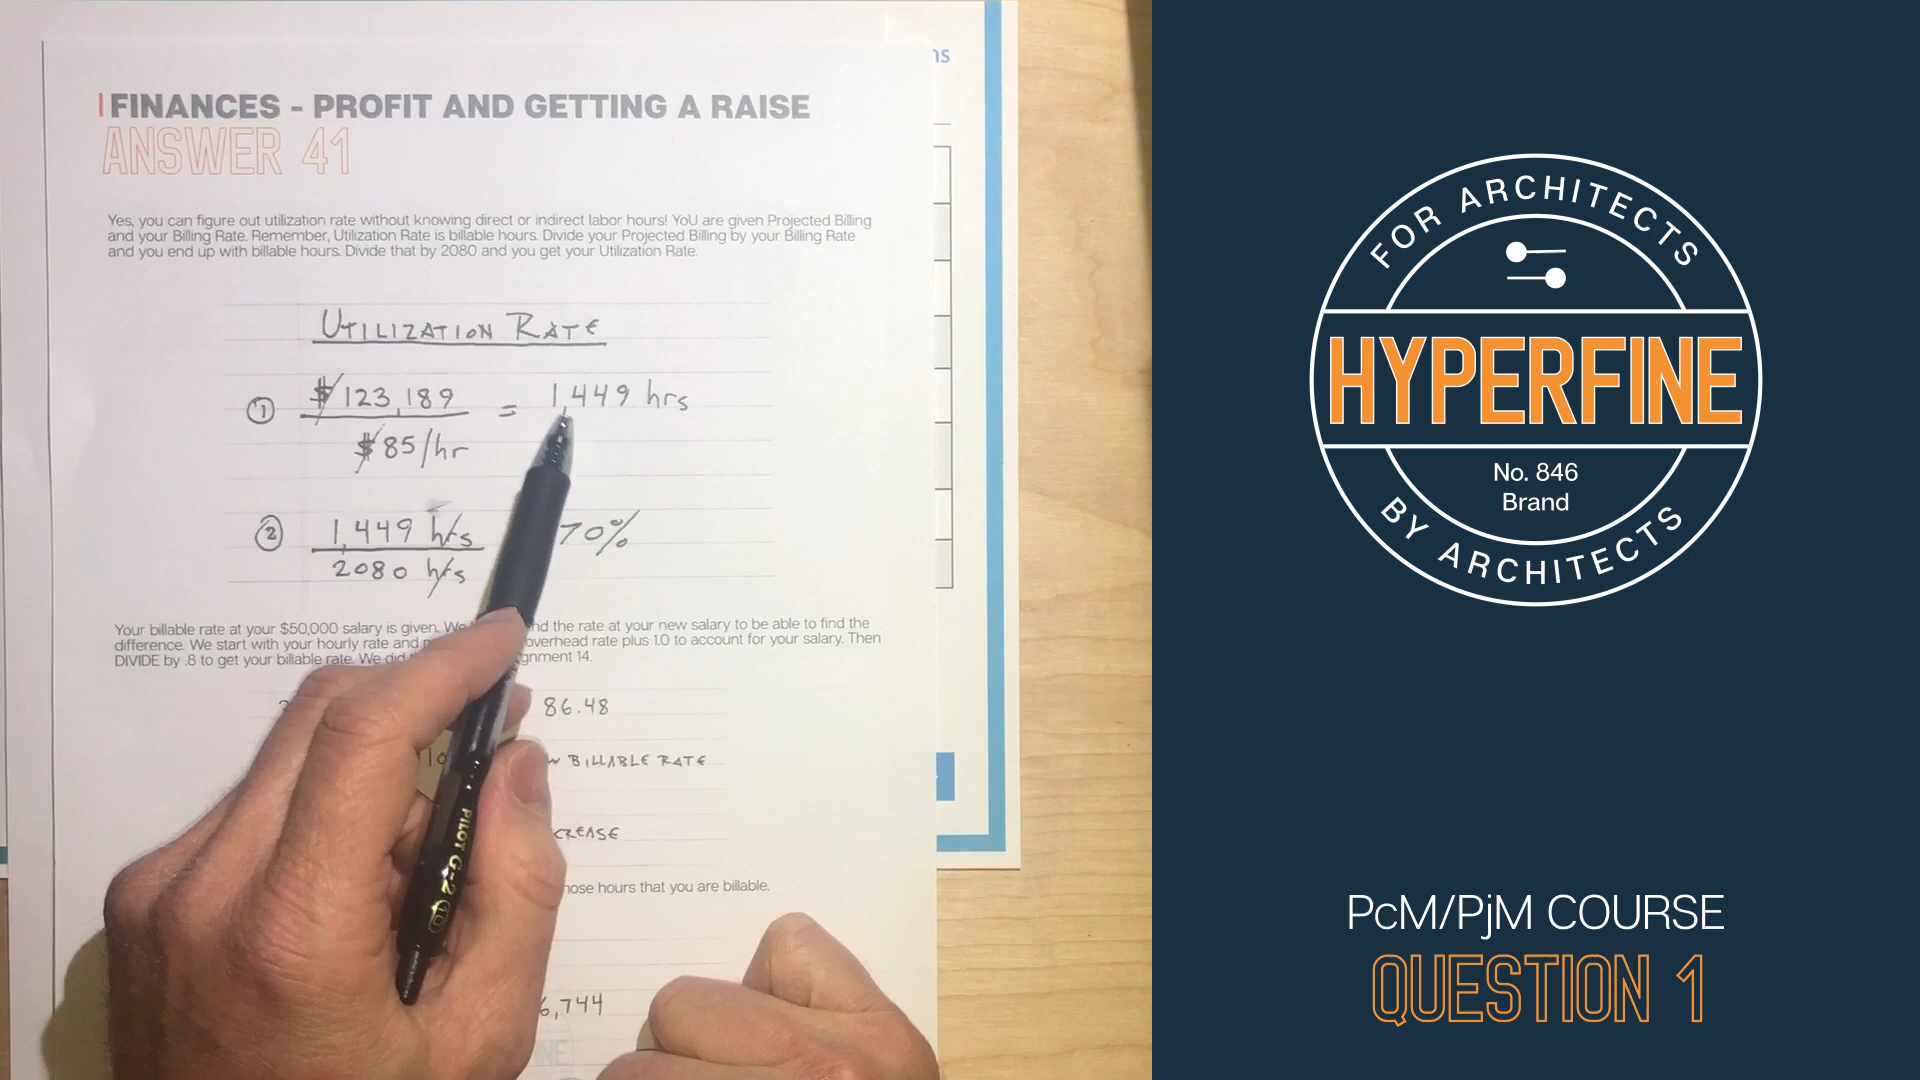 ns
FINANCES - PROFIT AND GETTING A RAISE
ANSWER 41
Yes, you can figure out utilization rate without knowing direct or indirect labor hours! YoU are given Projected Billing
and your Billing Rate. Remember, Utilization Rate is billable hours. Divide your Projected Billing by your Billing Rate
and you end up with billable hours. Divide that by 2080 and you get your Utilization Rate.
UTILIZATION RATE
① $123,189 = 1,449 hrs
$85/hr
② 1,449 hrs 70%
2080 hrs
Your billable rate at your $50,000 salary is given. We nd the rate at your new salary to be able to find the
difference. We start with your hourly rate and overhead rate plus 1.0 to account for your salary. Then
DIVIDE by .8 to get your billable rate. We did gnment 14.
86.48
BILLABLE RATE
CREASE
hose hours that you are billable.
6,744
PILOT G-2 10
FOR ARCHITECTS
HYPERFINE
No. 846
Brand
BY ARCHITECTS
PcM/PjM COURSE
QUESTION 1